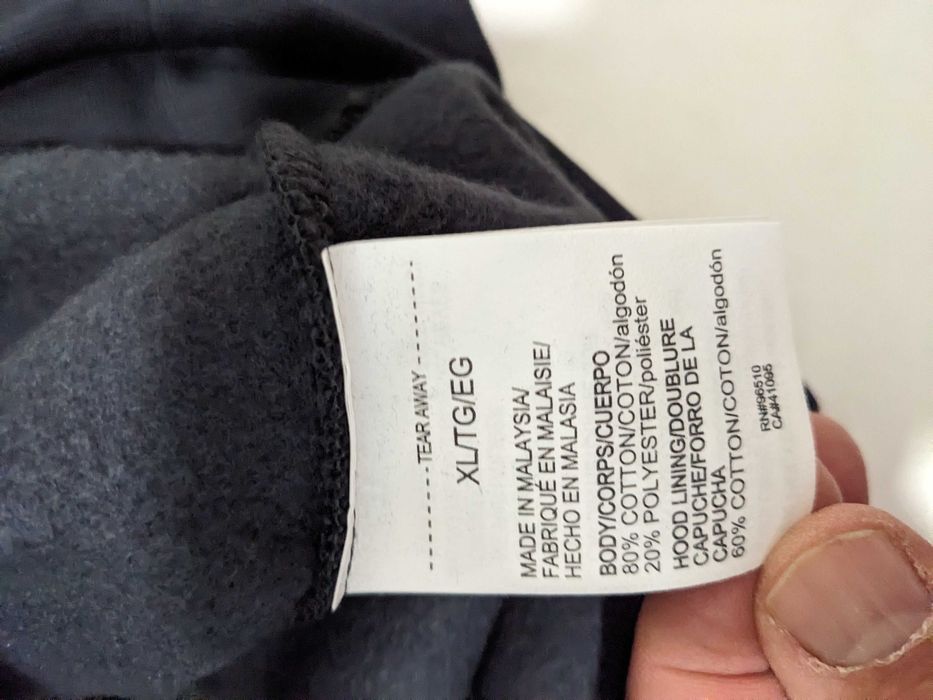 --------TEAR AWAY --------
XL/TG/EG
MADE IN MALAYSIA/
FABRIQUÉ EN MALAISIE/
HECHO EN MALASIA
BODY/CORPS/CUERPO
80% COTTON/COTON/algodón
20% POLYESTER/poliéster
HOOD LINING/DOUBLURE
CAPUCHE/FORRO DE LA
CAPUCHA
60% COTTON/COTON/algodón
RN#96510
CA#41095